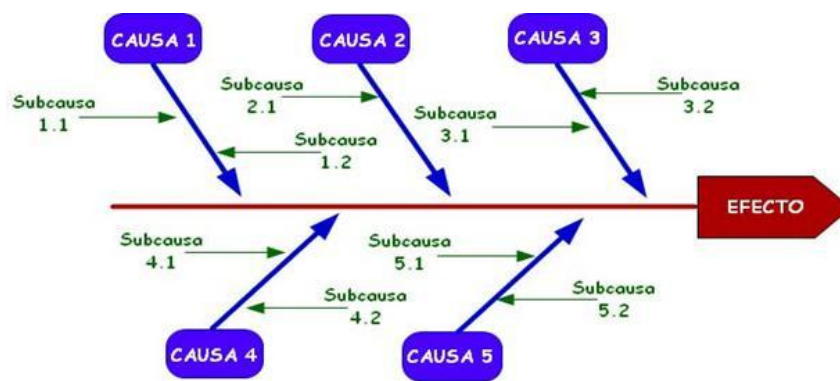 CAUSA 1
CAUSA 2
CAUSA 3
Subcausa
1.1
Subcausa
1.2
Subcausa
2.1
Subcausa
3.1
Subcausa
3.2
EFECTO
Subcausa
4.1
Subcausa
4.2
Subcausa
5.1
Subcausa
5.2
CAUSA 4
CAUSA 5